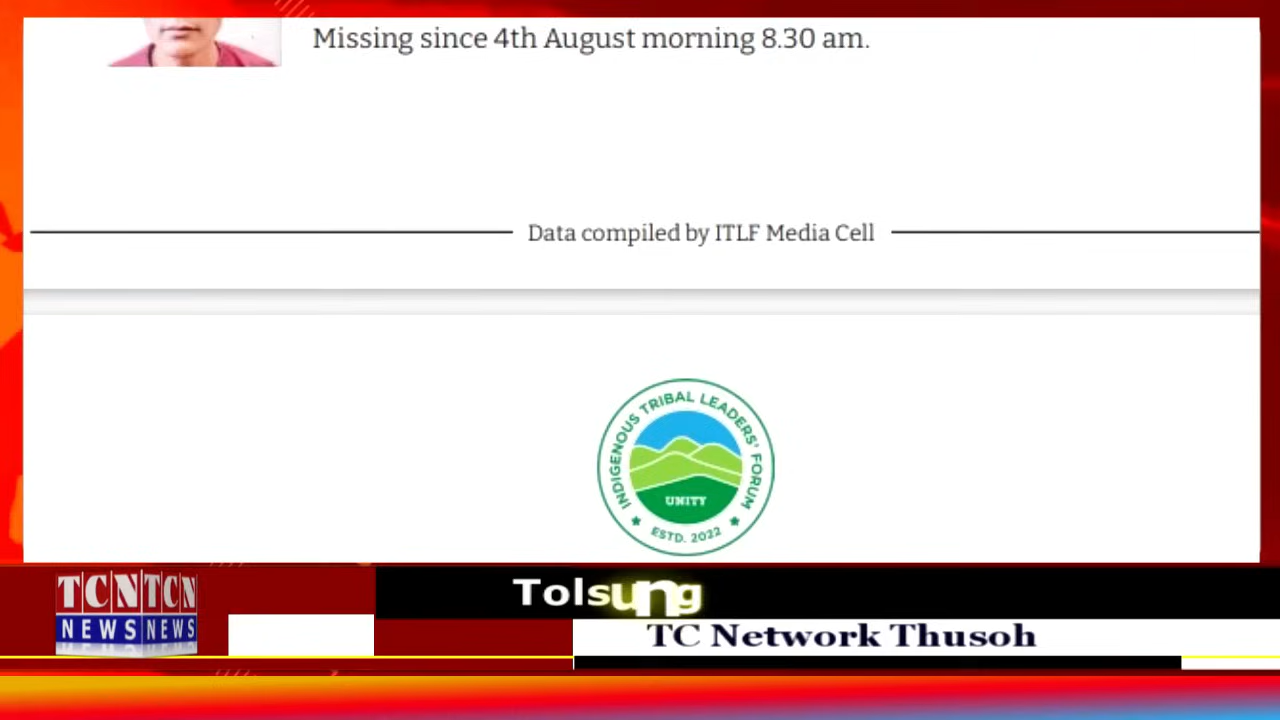 Missing since 4th August morning 8.30 am.
Data compiled by ITLF Media Cell
INDIGENOUS TRIBAL LEADERS' FORUM
UNITY
ESTD. 2022
TCN TCN
NEWS NEWS
Tolsung
TC Network Thusoh